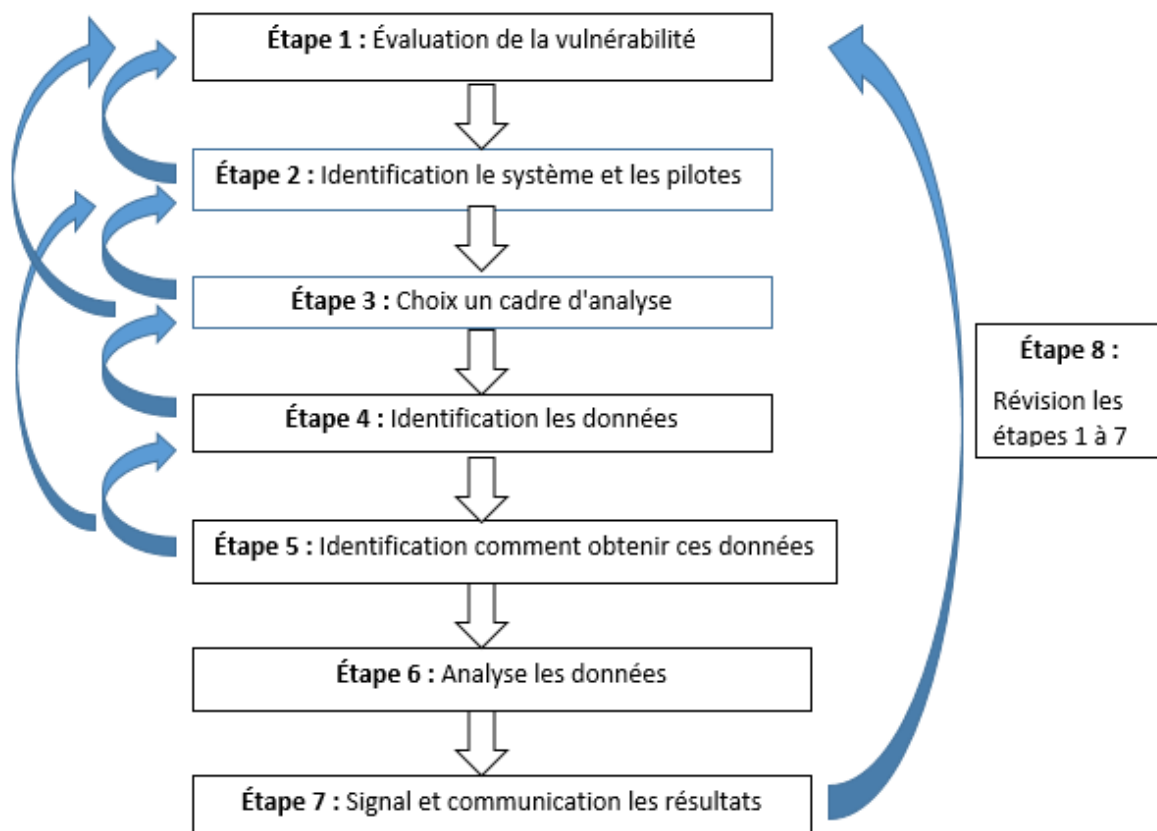 Étape 1 : Évaluation de la vulnérabilité
Étape 2 : Identification le système et les pilotes
Étape 3 : Choix un cadre d'analyse
Étape 4 : Identification les données
Étape 5 : Identification comment obtenir ces données
Étape 6 : Analyse les données
Étape 7 : Signal et communication les résultats
Étape 8 :
Révision les
étapes 1 à 7